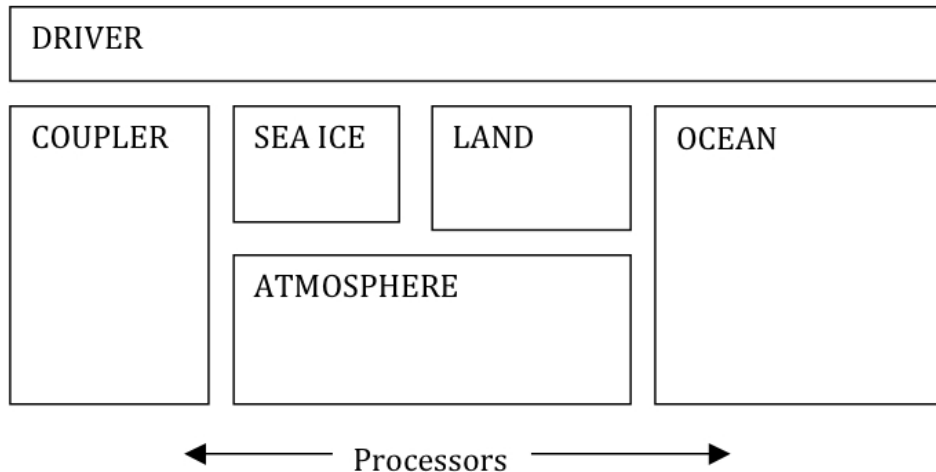 DRIVER
COUPLER
SEA ICE
LAND
OCEAN
ATMOSPHERE
Processors